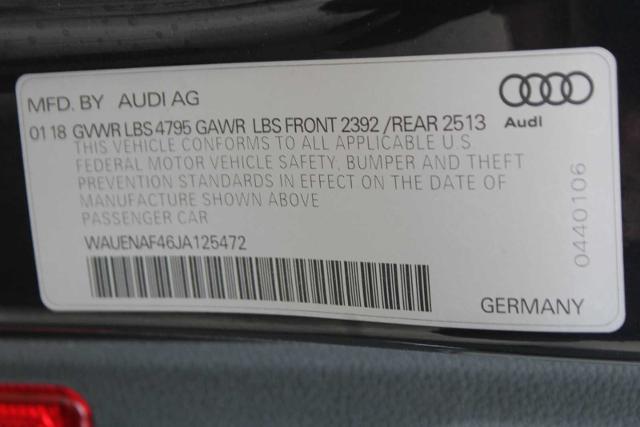 MFD. BY AUDI AG
01 18 GVWR LBS 4795 GAWR LBS FRONT 2392 /REAR 2513
Audi
THIS VEHICLE CONFORMS TO ALL APPLICABLE U.S
FEDERAL MOTOR VEHICLE SAFETY, BUMPER AND THEFT
PREVENTION STANDARDS IN EFFECT ON THE DATE OF
MANUFACTURE SHOWN ABOVE
PASSENGER CAR
WAUENAF46JA125472
0440106
GERMANY